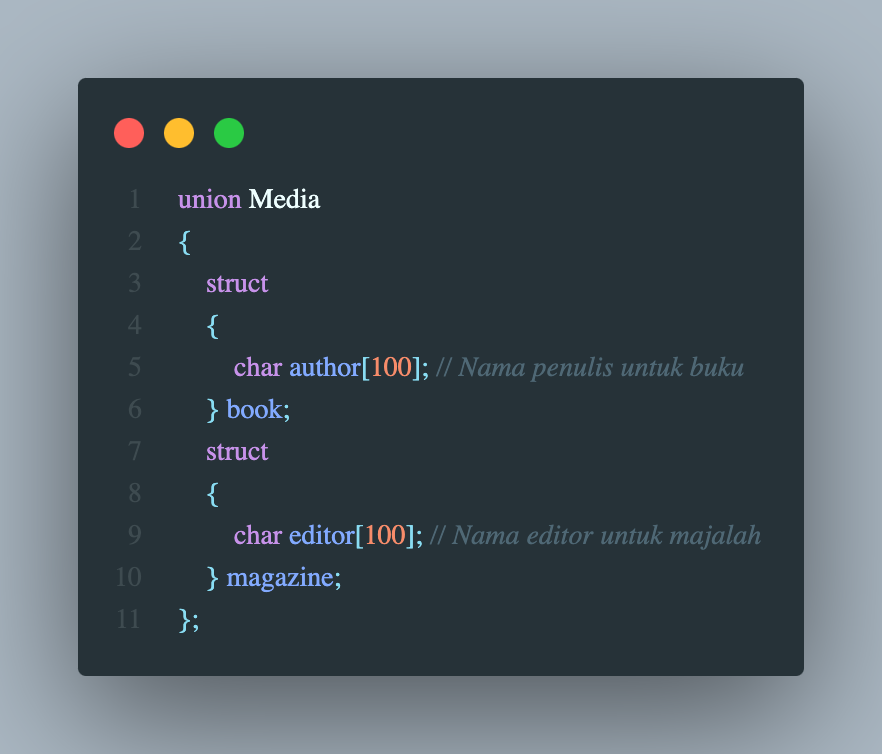 1 union Media
2 {
3     struct
4     {
5         char author[100]; // Nama penulis untuk buku
6     } book;
7     struct
8     {
9         char editor[100]; // Nama editor untuk majalah
10     } magazine;
11 };